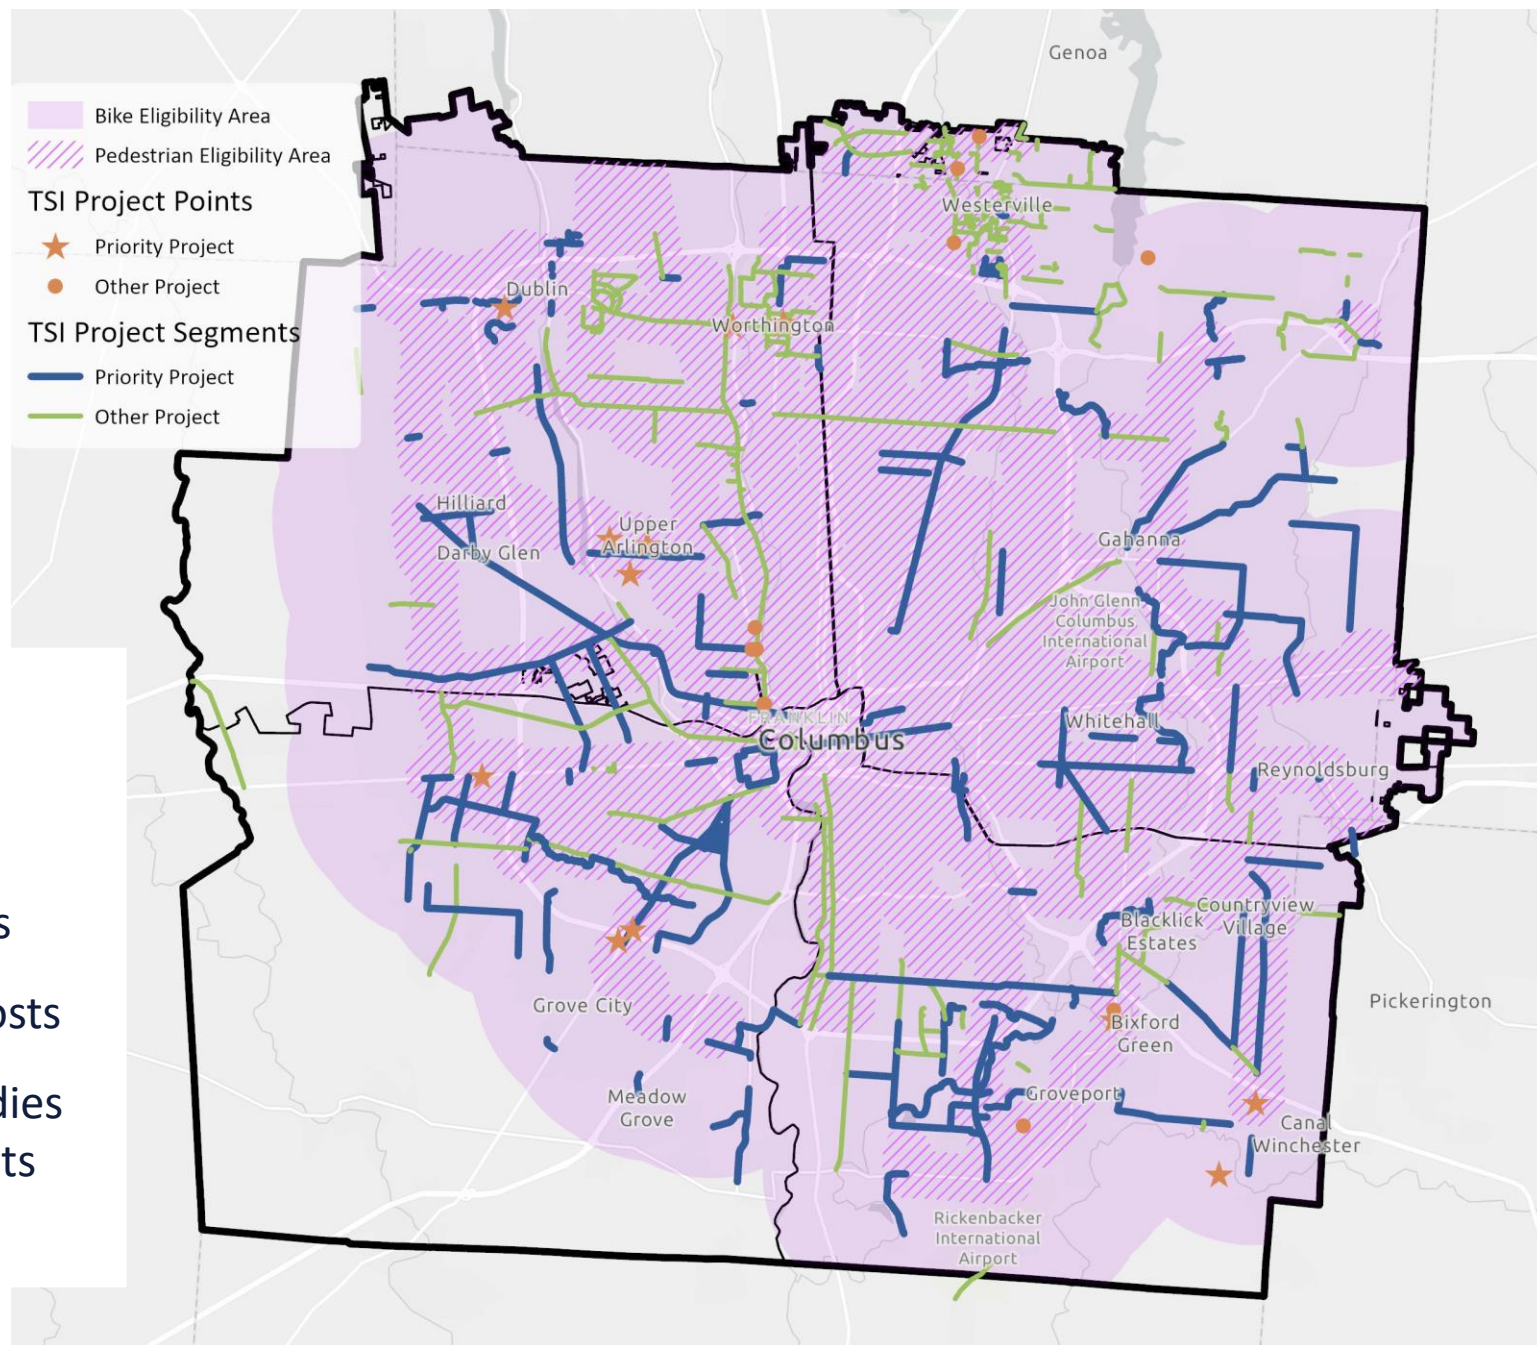 Genoa
Bike Eligibility Area
Pedestrian Eligibility Area
TSI Project Points
Priority Project
Other Project
TSI Project Segments
Priority Project
Other Project
Westerville
Dublin
Worthington
Hilliard
Darby Glen
Upper
Arlington
Gahanna
John Glenn
Columbus
International
Airport
FRANKLIN
Columbus
Whitehall
Reynoldsburg
Countryview
Village
Blacklick
Estates
Grove City
Pickerington
Bixford
Green
Meadow
Grove
Groveport
Canal
Winchester
Rickenbacker
International
Airport
s
osts
dies
ts